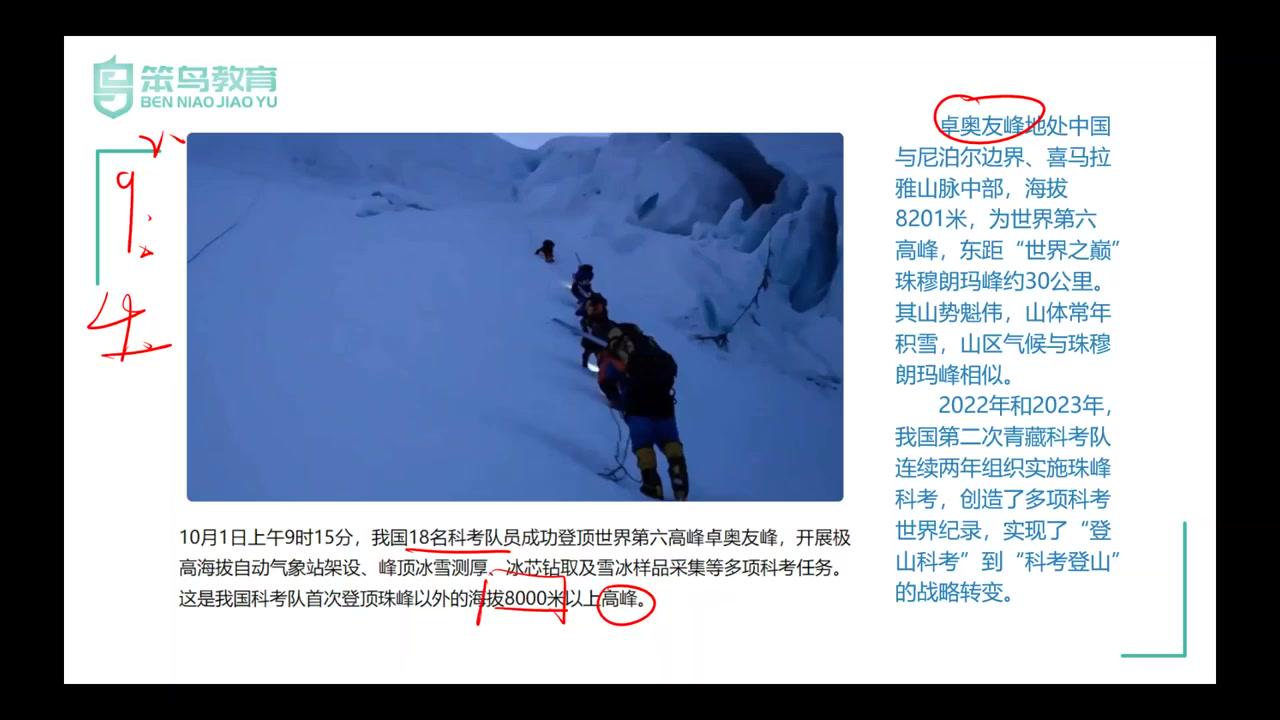 笨鸟教育
BEN NIAO JIAO YU
卓奥友峰地处中国
与尼泊尔边界、喜马拉
雅山脉中部，海拔
8201米，为世界第六
高峰，东距“世界之巅”
珠穆朗玛峰约30公里。
其山势魁伟，山体常年
积雪，山区气候与珠穆
朗玛峰相似。
2022年和2023年，
我国第二次青藏科考队
连续两年组织实施珠峰
科考，创造了多项科考
世界纪录，实现了“登
山科考”到“科考登山”
的战略转变。
10月1日上午9时15分，我国18名科考队员成功登顶世界第六高峰卓奥友峰，开展极
高海拔自动气象站架设、峰顶冰雪测厚、冰芯钻取及雪冰样品采集等多项科考任务。
这是我国科考队首次登顶珠峰以外的海拔8000米以上高峰。